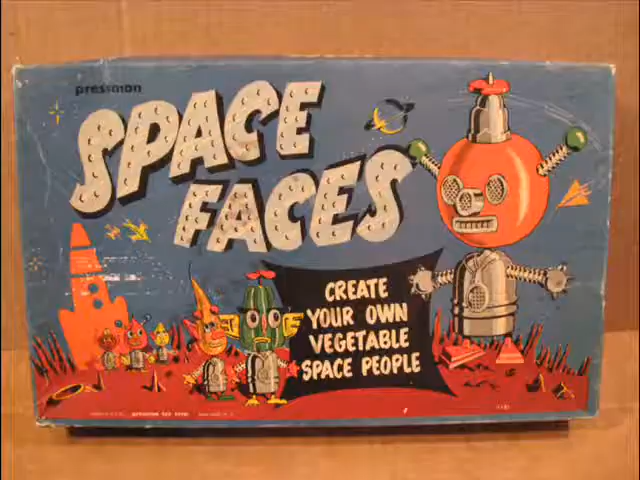 pressman
SPACE
FACES
CREATE
YOUR OWN
VEGETABLE
SPACE PEOPLE